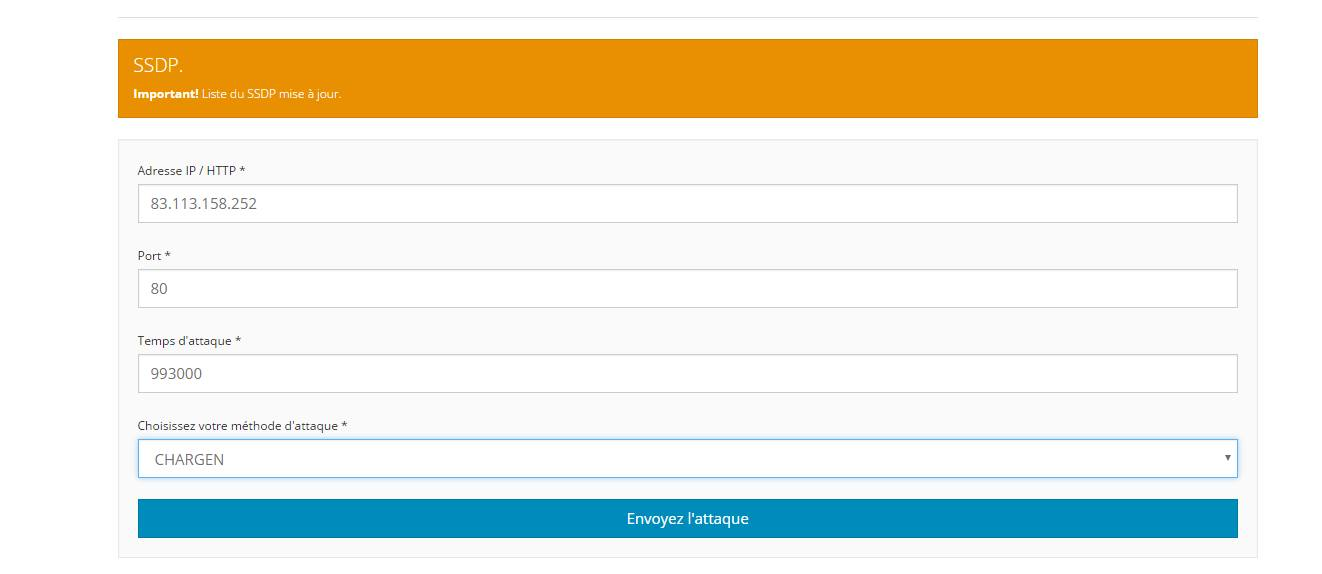 SSDP.
Important! Liste du SSDP mise à jour.
Adresse IP / HTTP *
83.113.158.252
Port *
80
Temps d'attaque *
993000
Choisissez votre méthode d'attaque *
CHARGEN
Envoyez l'attaque